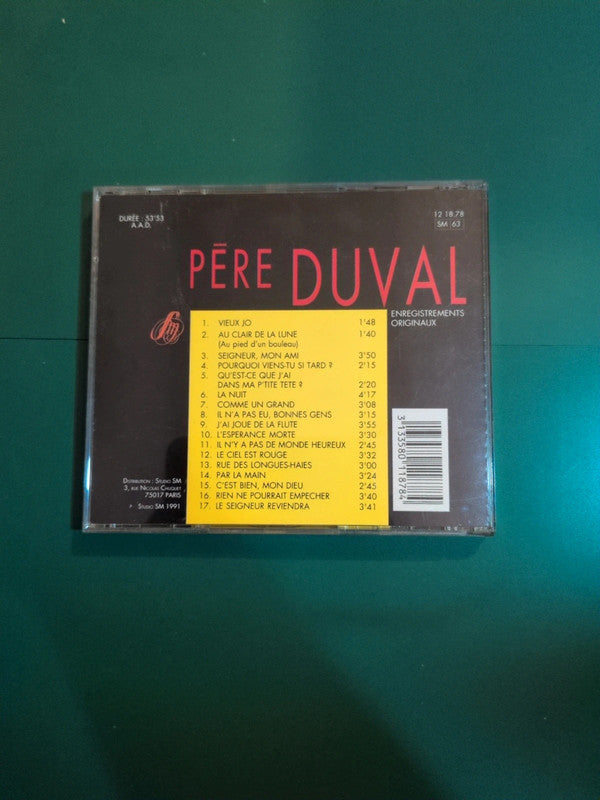 DURÉE : 53'53
A.A.D.
12 18.78
SM 63
PĒRE DUVAL
ENREGISTREMENTS
ORIGINAUX
1. VIEUX JO 1'48
2. AU CLAIR DE LA LUNE 1'40
(Au pied d'un bouleau)
3. SEIGNEUR, MON AMI 3'50
4. POURQUOI VIENS-TU SI TARD ? 2'15
5. QU'EST-CE QUE J'AI
DANS MA P'TITE TETE ? 2'20
6. LA NUIT 4'17
7. COMME UN GRAND 3'08
8. IL N'A PAS EU, BONNES GENS 3'15
9. J'AI JOUE DE LA FLUTE 3'55
10. L'ESPERANCE MORTE 3'30
11. IL N'Y A PAS DE MONDE HEUREUX 2'45
12. LE CIEL EST ROUGE 3'32
13. RUE DES LONGUES-HAIES 3'00
14. PAR LA MAIN 3'24
15. C'EST BIEN, MON DIEU 2'45
16. RIEN NE POURRAIT EMPECHER 3'40
17. LE SEIGNEUR REVIENDRA 3'41
DISTRIBUTION : STUDIO SM
3, RUE NICOLAS CHUQUET
75017 PARIS
℗ STUDIO SM 1991
3 133580 118784